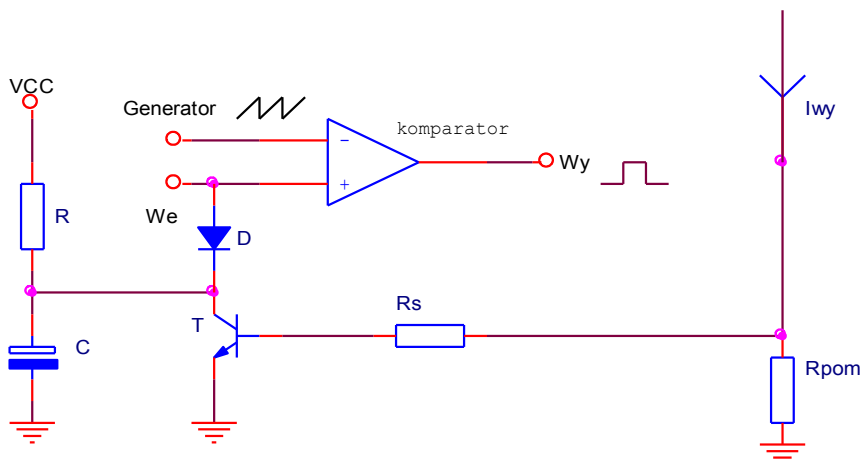 VCC
Generator
komparator
Iwy
−
+
Wy
We
R
D
C
T
Rs
Rpom